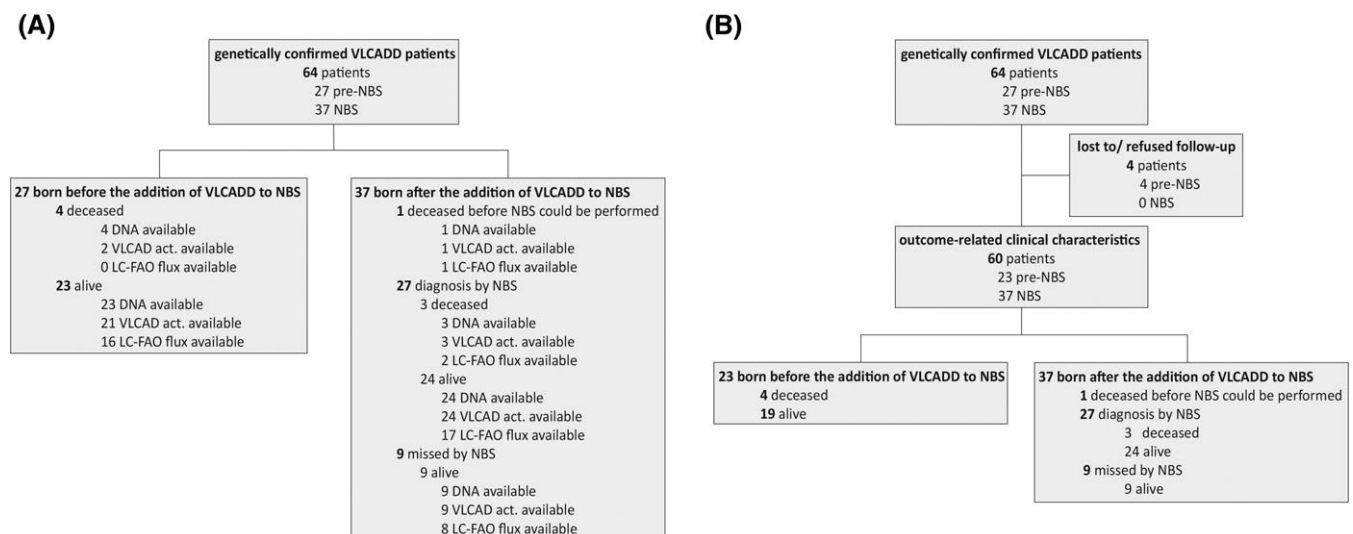 (A)
genetically confirmed VLCADD patients
64 patients
27 pre-NBS
37 NBS
27 born before the addition of VLCADD to NBS
4 deceased
4 DNA available
2 VLCAD act. available
0 LC-FAO flux available
23 alive
23 DNA available
21 VLCAD act. available
16 LC-FAO flux available
37 born after the addition of VLCADD to NBS
1 deceased before NBS could be performed
1 DNA available
1 VLCAD act. available
1 LC-FAO flux available
27 diagnosis by NBS
3 deceased
3 DNA available
3 VLCAD act. available
2 LC-FAO flux available
24 alive
24 DNA available
24 VLCAD act. available
17 LC-FAO flux available
9 missed by NBS
9 alive
9 DNA available
9 VLCAD act. available
8 LC-FAO flux available
(B)
genetically confirmed VLCADD patients
64 patients
27 pre-NBS
37 NBS
lost to/ refused follow-up
4 patients
4 pre-NBS
0 NBS
outcome-related clinical characteristics
60 patients
23 pre-NBS
37 NBS
23 born before the addition of VLCADD to NBS
4 deceased
19 alive
37 born after the addition of VLCADD to NBS
1 deceased before NBS could be performed
27 diagnosis by NBS
3 deceased
24 alive
9 missed by NBS
9 alive